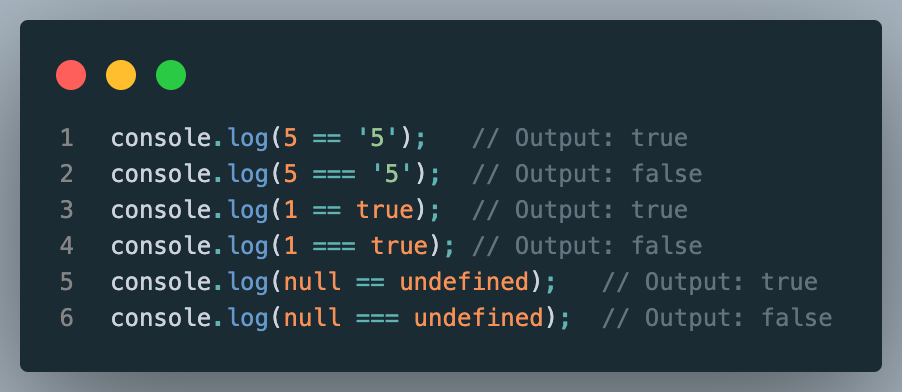 1 console.log(5 == '5');   // Output: true
2 console.log(5 === '5');  // Output: false
3 console.log(1 == true);  // Output: true
4 console.log(1 === true); // Output: false
5 console.log(null == undefined);   // Output: true
6 console.log(null === undefined);  // Output: false